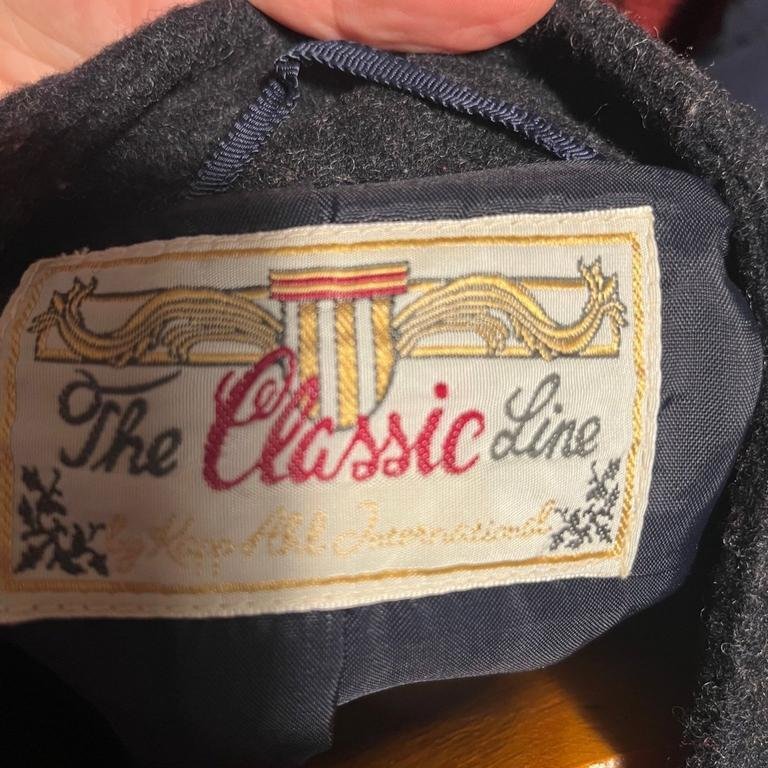 The Classic Line
by Kapp Ahl International